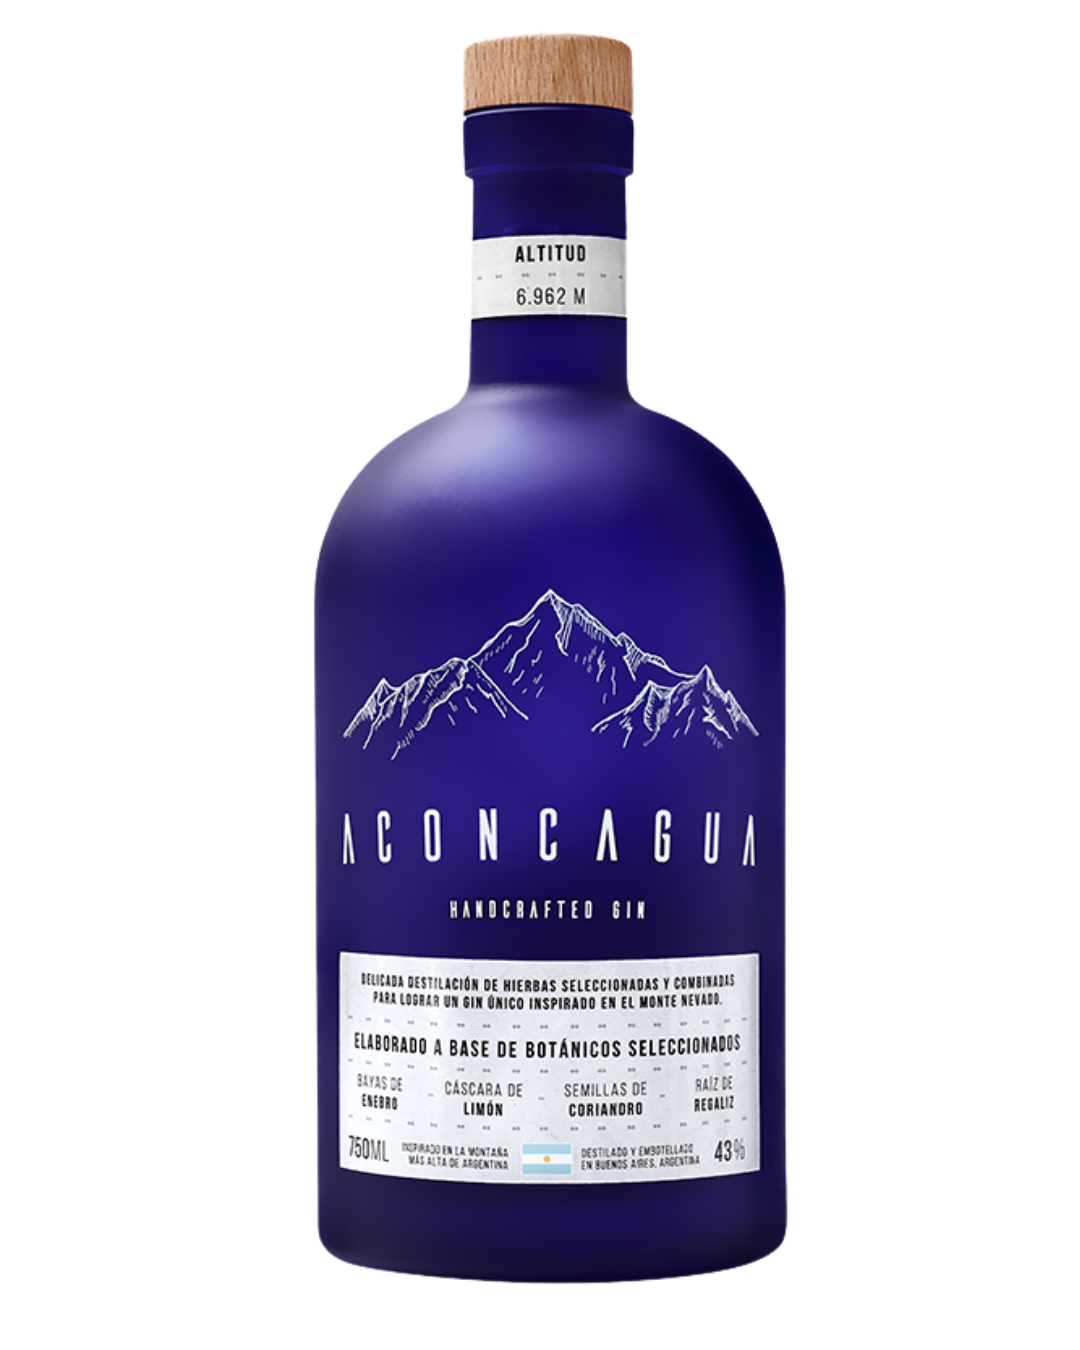 ALTITUD
6.962 M
ACONCAGUA
HANDCRAFTED GIN
DELICADA DESTILACIÓN DE HIERBAS SELECCIONADAS Y COMBINADAS
PARA LOGRAR UN GIN ÚNICO INSPIRADO EN EL MONTE NEVADO.
ELABORADO A BASE DE BOTÁNICOS SELECCIONADOS
BAYAS DE
ENEBRO
CÁSCARA DE
LIMÓN
SEMILLAS DE
CORIANDRO
RAÍZ DE
REGALIZ
750ML
INSPIRADO EN LA MONTAÑA
MÁS ALTA DE ARGENTINA
DESTILADO Y EMBOTELLADO
EN BUENOS AIRES, ARGENTINA
43%